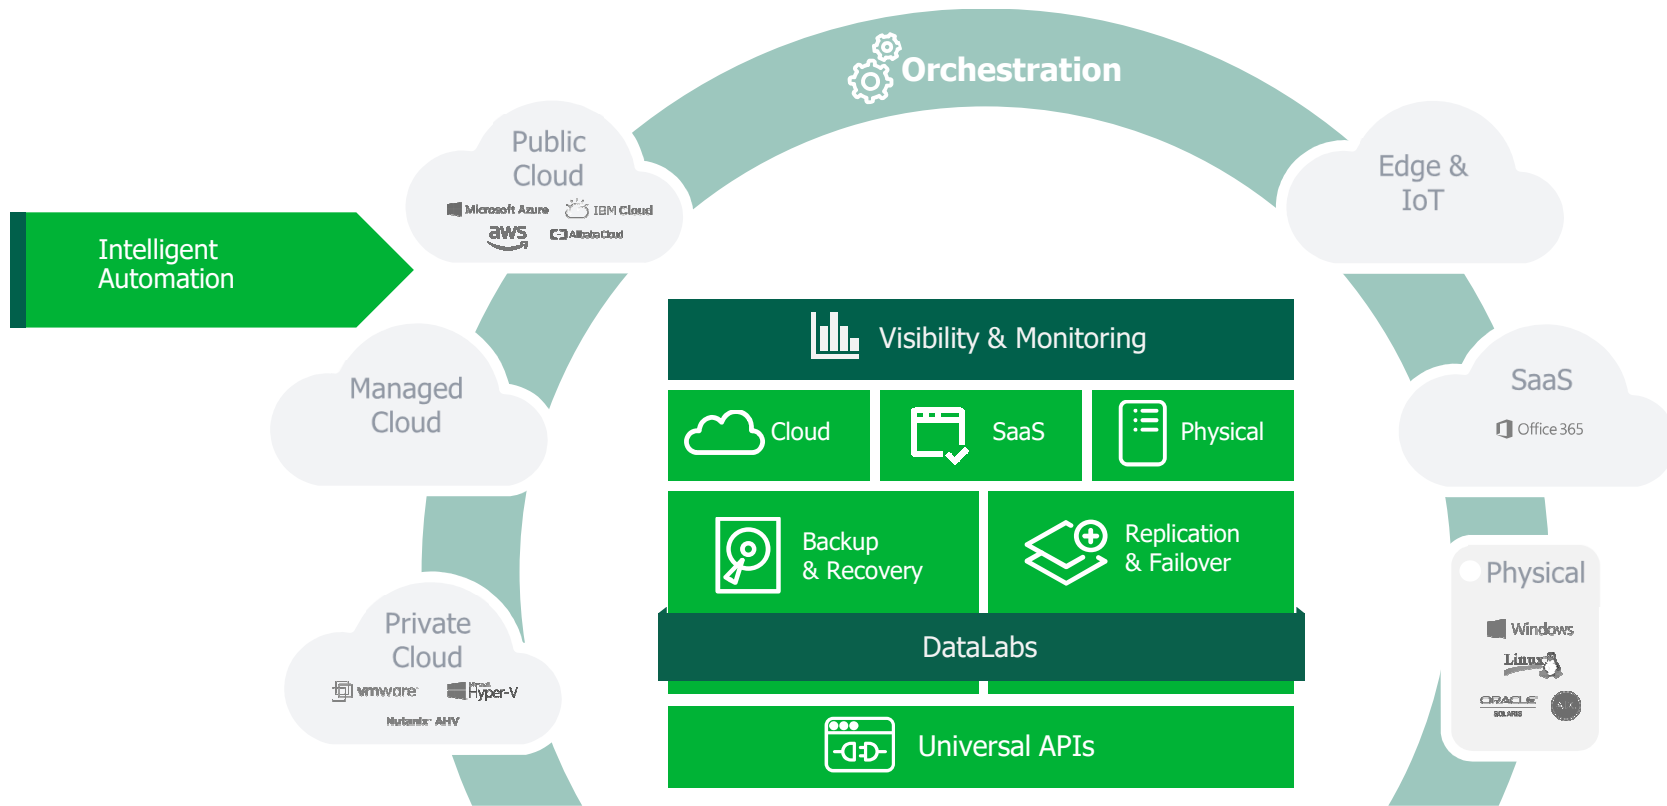 Orchestration
Public
Cloud
Microsoft Azure
IBM Cloud
aws
Alibaba Cloud
Edge &
IoT
Intelligent
Automation
Visibility & Monitoring
Managed
Cloud
SaaS
Office 365
Cloud
SaaS
Physical
Backup
& Recovery
Replication
& Failover
Physical
Windows
Linux
ORACLE
SOLARIS
AIX
Private
Cloud
vmware
Microsoft
Hyper-V
Nutanix AHV
DataLabs
Universal APIs